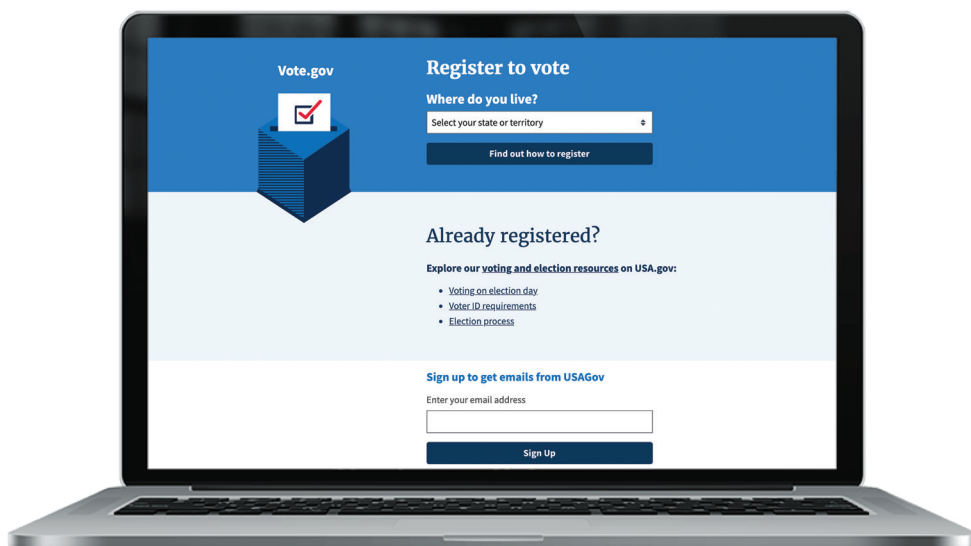 Vote.gov
Register to vote
Where do you live?
Select your state or territory
Find out how to register
Already registered?
Explore our voting and election resources on USA.gov:
Voting on election day
Voter ID requirements
Election process
Sign up to get emails from USAGov
Enter your email address
Sign Up